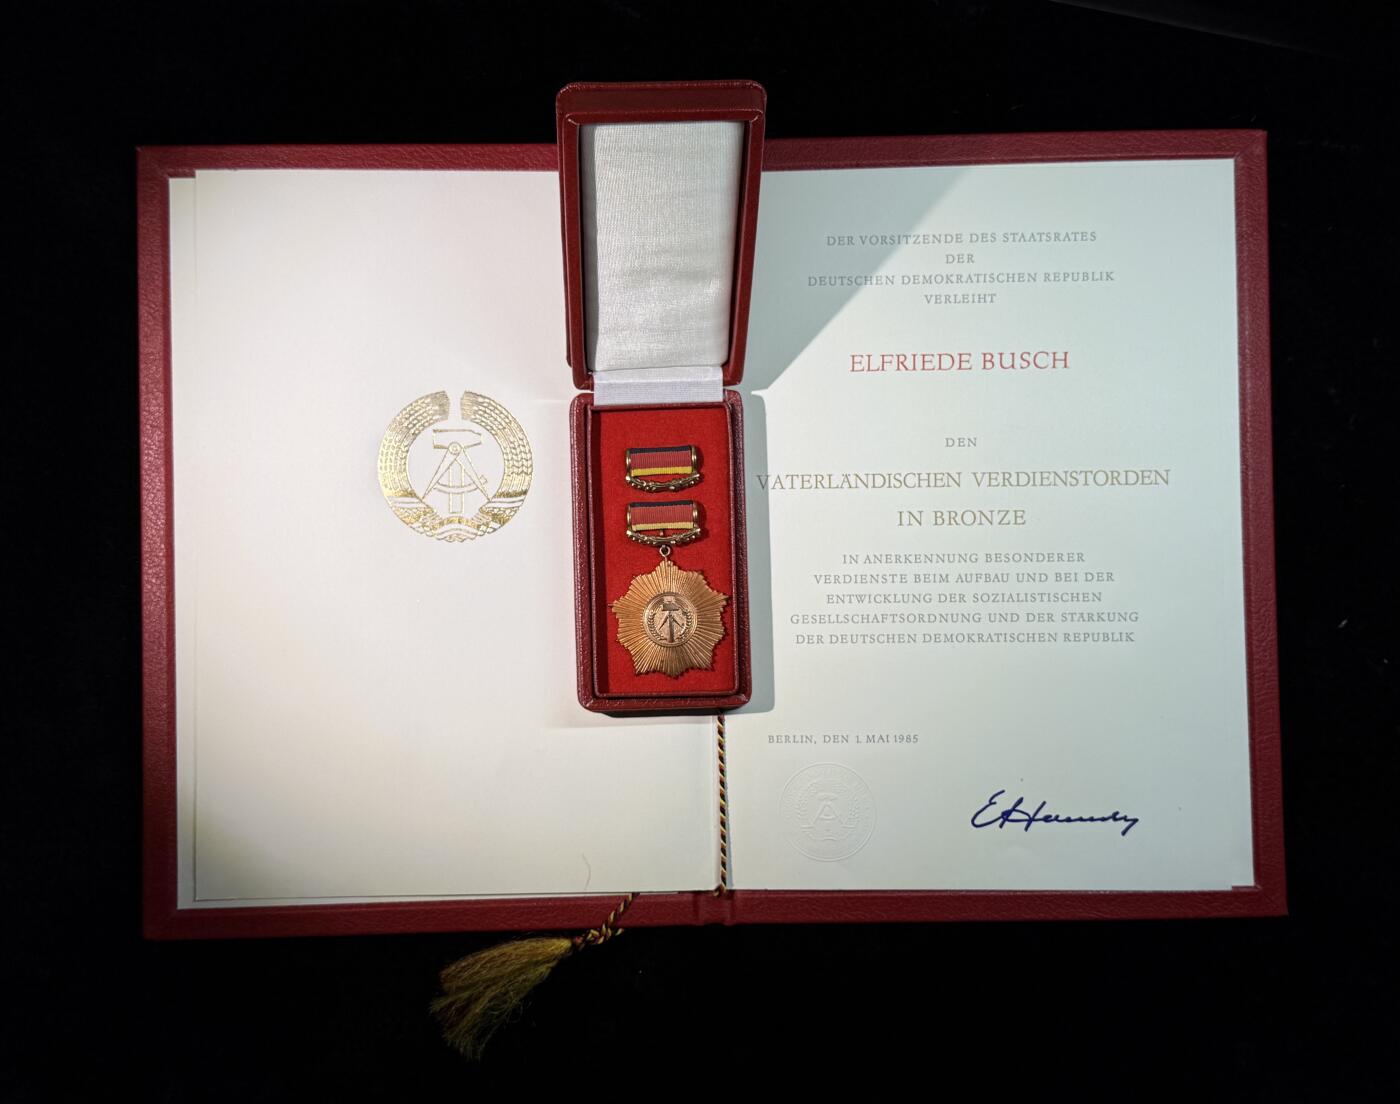 DER VORSITZENDE DES STAATSRATES
DER
DEUTSCHEN DEMOKRATISCHEN REPUBLIK
VERLEIHT
ELFRIEDE BUSCH
DEN
VATERLÄNDISCHEN VERDIENSTORDEN
IN BRONZE
IN ANERKENNUNG BESONDERER
VERDIENSTE BEIM AUFBAU UND BEI DER
ENTWICKLUNG DER SOZIALISTISCHEN
GESELLSCHAFTSORDNUNG UND DER STÄRKUNG
DER DEUTSCHEN DEMOKRATISCHEN REPUBLIK
BERLIN, DEN 1. MAI 1985